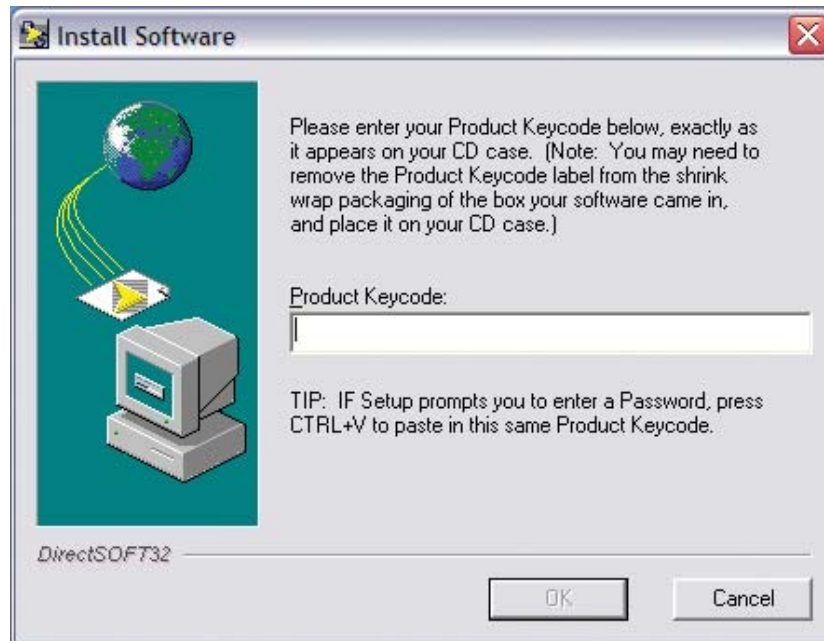 Install Software
Please enter your Product Keycode below, exactly as
it appears on your CD case. (Note: You may need to
remove the Product Keycode label from the shrink
wrap packaging of the box your software came in,
and place it on your CD case.)
Product Keycode:
TIP: IF Setup prompts you to enter a Password, press
CTRL+V to paste in this same Product Keycode.
DirectSOFT32
OK
Cancel